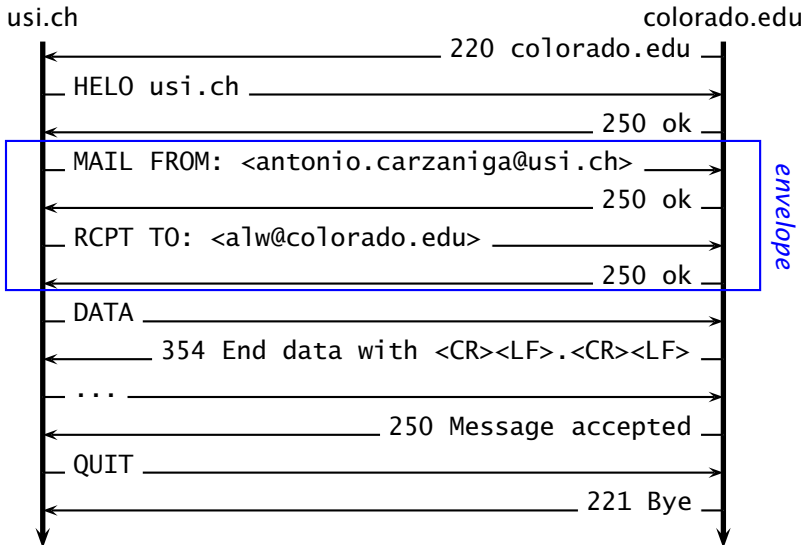 usi.ch colorado.edu
220 colorado.edu
HELO usi.ch
250 ok
MAIL FROM: <antonio.carzaniga@usi.ch>
250 ok
RCPT TO: <alw@colorado.edu>
250 ok
envelope
DATA
354 End data with <CR><LF>.<CR><LF>
...
250 Message accepted
QUIT
221 Bye